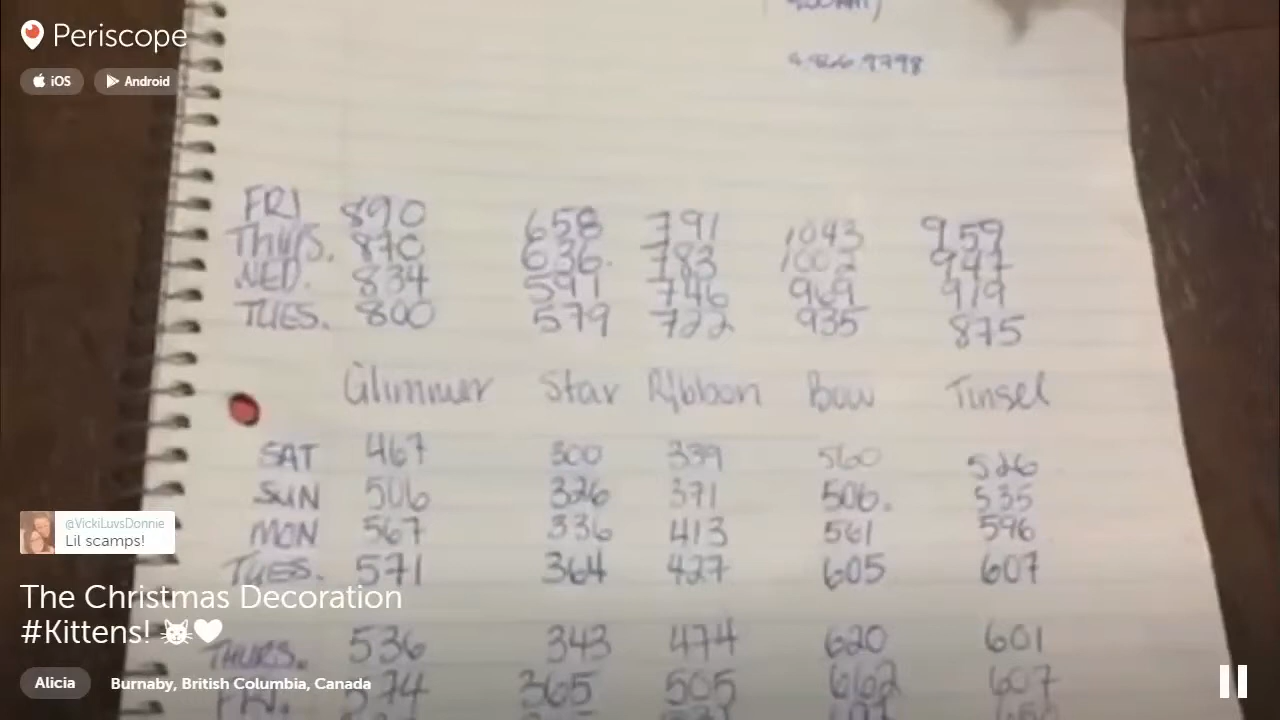 Periscope
iOS Android
FRI 890 658 791 1043 959
THURS. 870 636. 783 1002 947
WED. 834 599 746 969 919
TUES. 800 579 722 935 875
Glimmer Star Ribbon Bow Tinsel
SAT 467 300 339 560 526
SUN 506 326 371 506. 535
MON 567 336 413 561 596
TUES. 571 364 427 605 607
THURS. 536 343 474 620 601
FRI. 574 365 505 662 607
@VickiLuvsDonnie
Lil scamps!
The Christmas Decoration
#Kittens! 😺❤
Alicia Burnaby, British Columbia, Canada